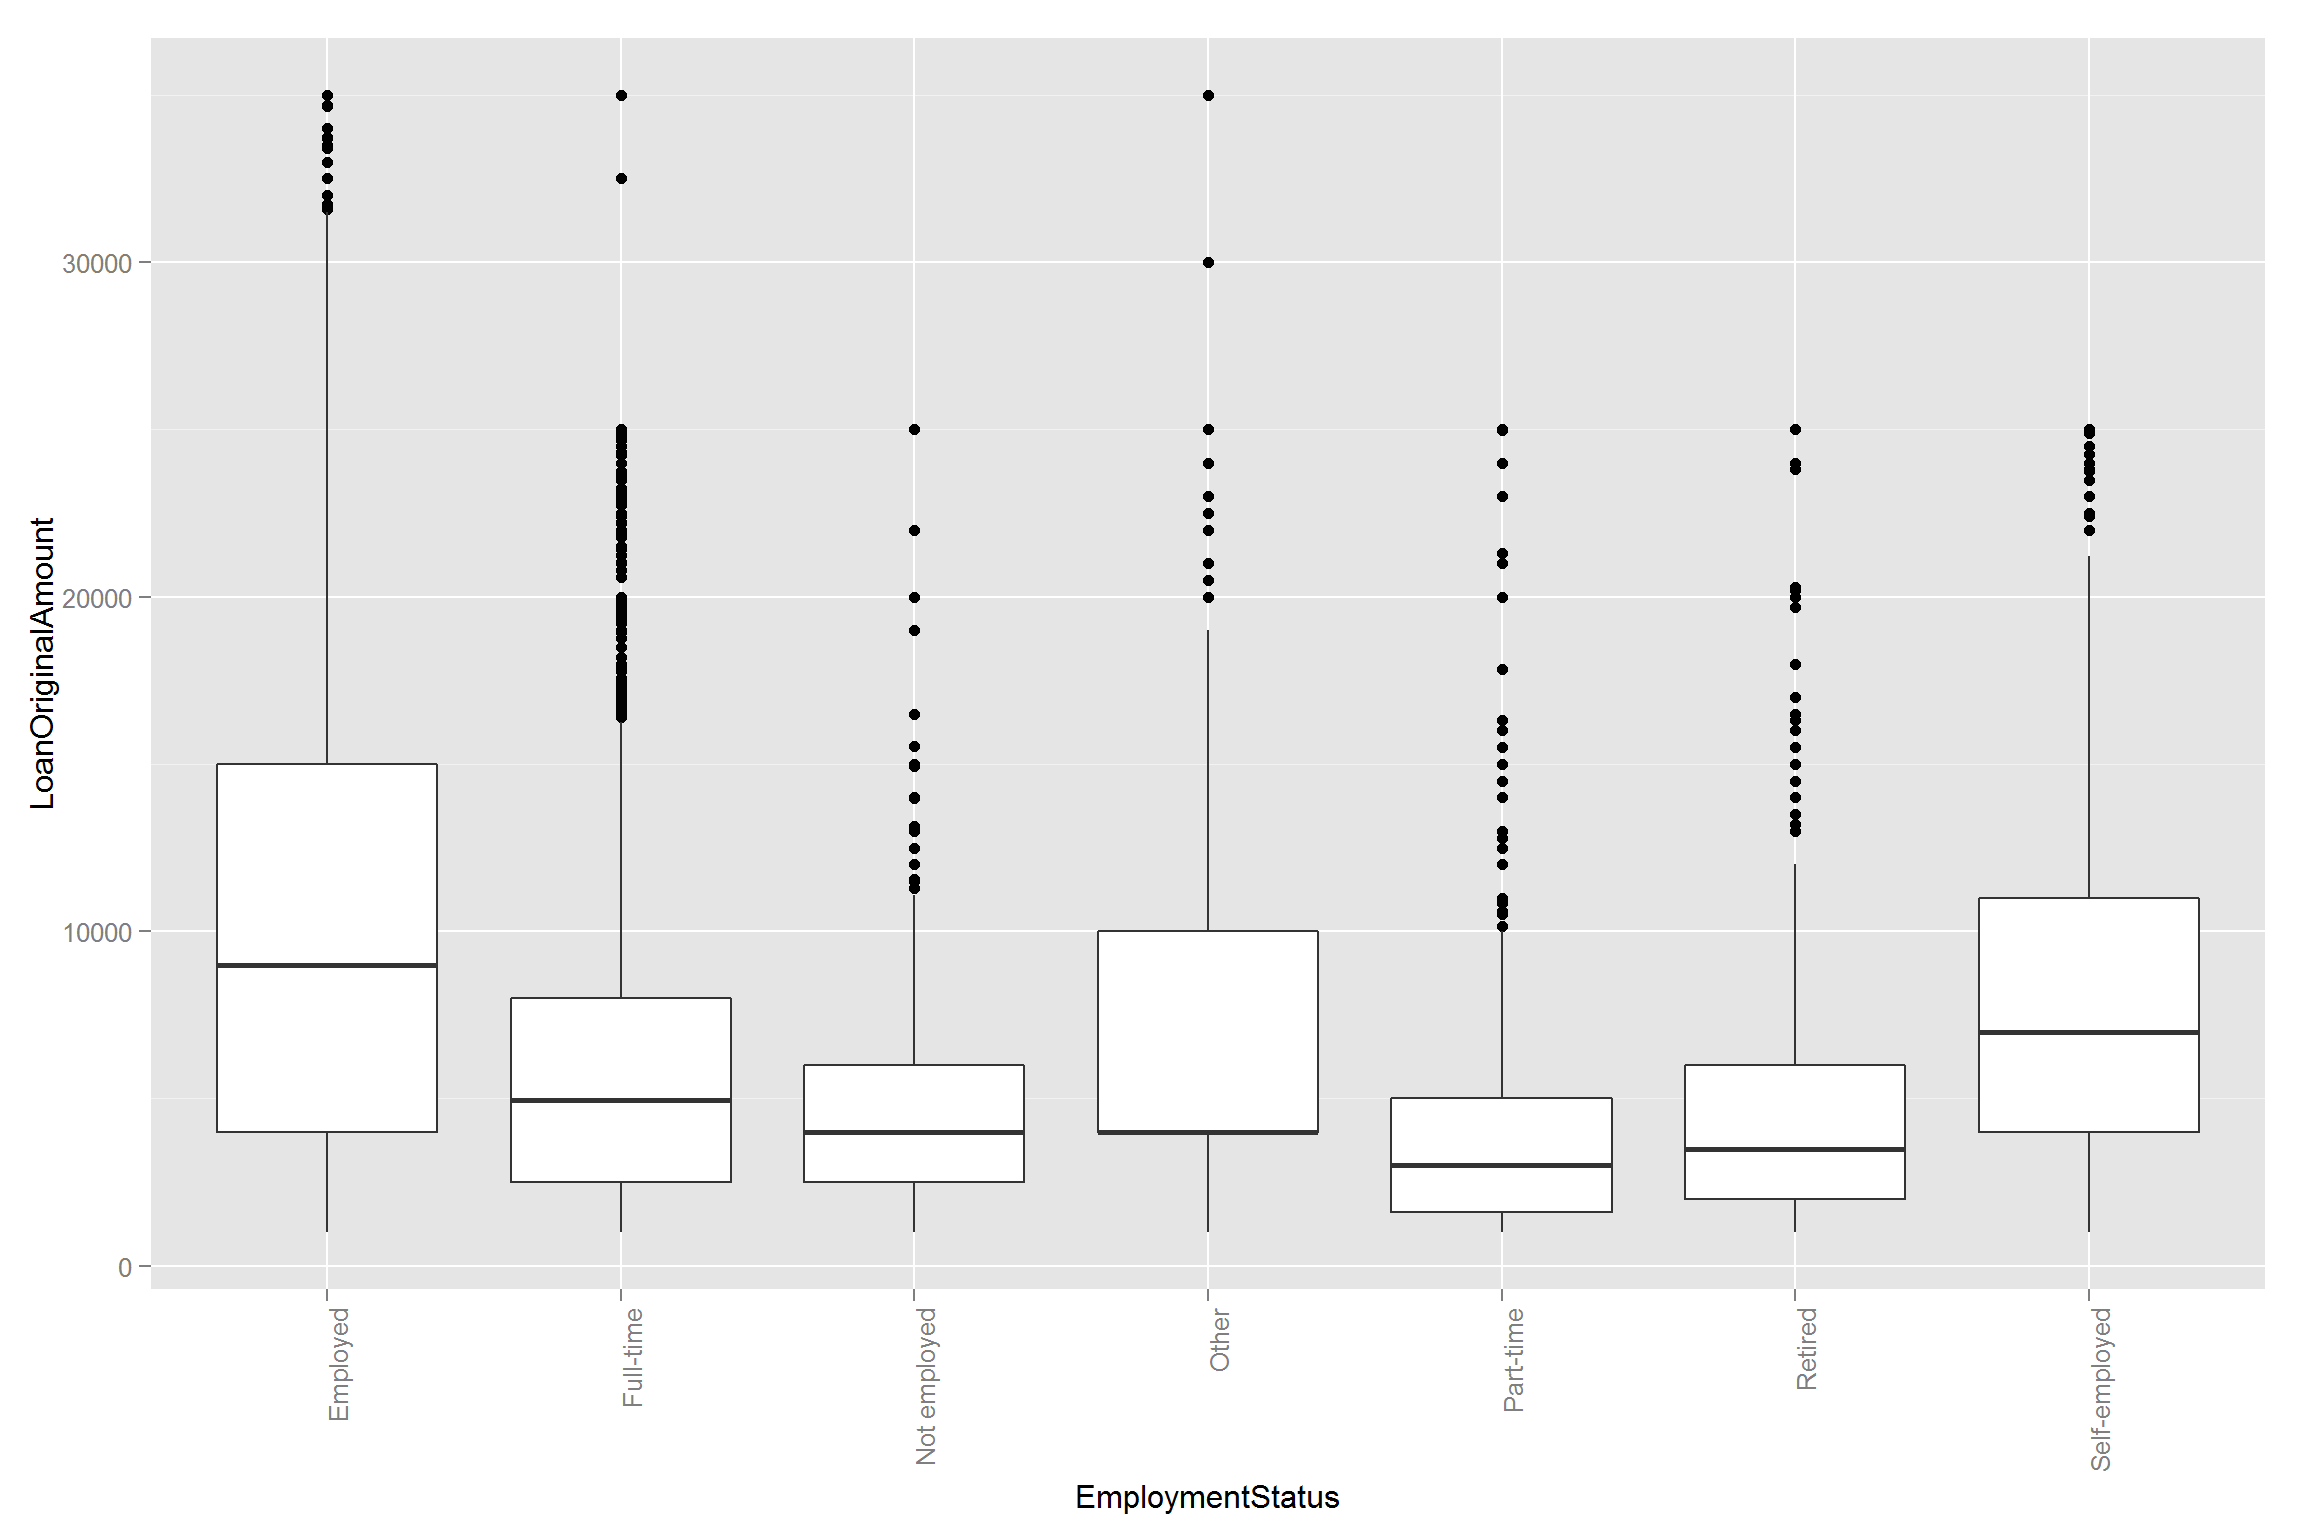 LoanOriginalAmount
30000
20000
10000
0
Employed
Full-time
Not employed
Other
Part-time
Retired
Self-employed
EmploymentStatus